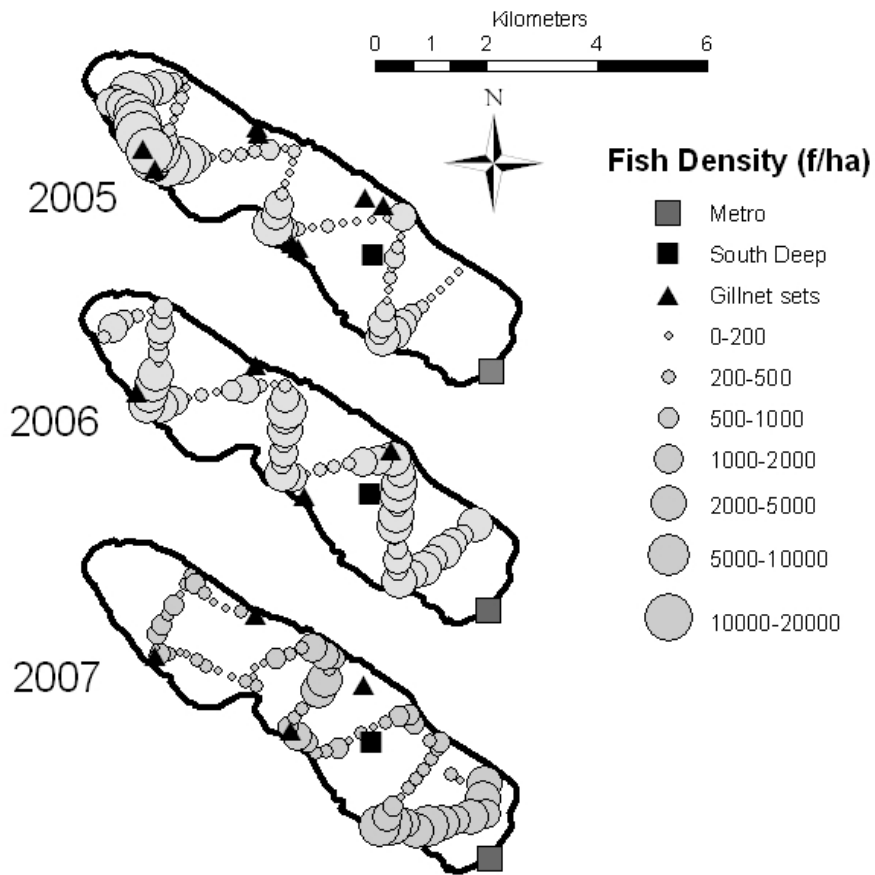 Kilometers
0 1 2 4 6
N
Fish Density (f/ha)
Metro
South Deep
Gillnet sets
0-200
200-500
500-1000
1000-2000
2000-5000
5000-10000
10000-20000
2005
2006
2007